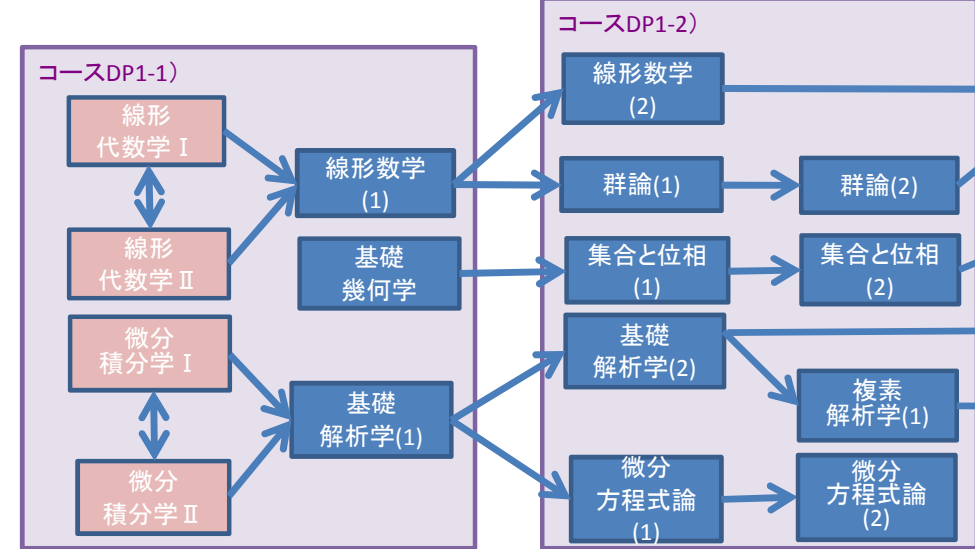 コースDP1-1）
線形
代数学Ⅰ
線形
代数学Ⅱ
微分
積分学Ⅰ
微分
積分学Ⅱ
線形数学
(1)
基礎
幾何学
基礎
解析学(1)
コースDP1-2）
線形数学
(2)
群論(1)
群論(2)
集合と位相
(1)
集合と位相
(2)
基礎
解析学(2)
複素
解析学(1)
微分
方程式論
(1)
微分
方程式論
(2)